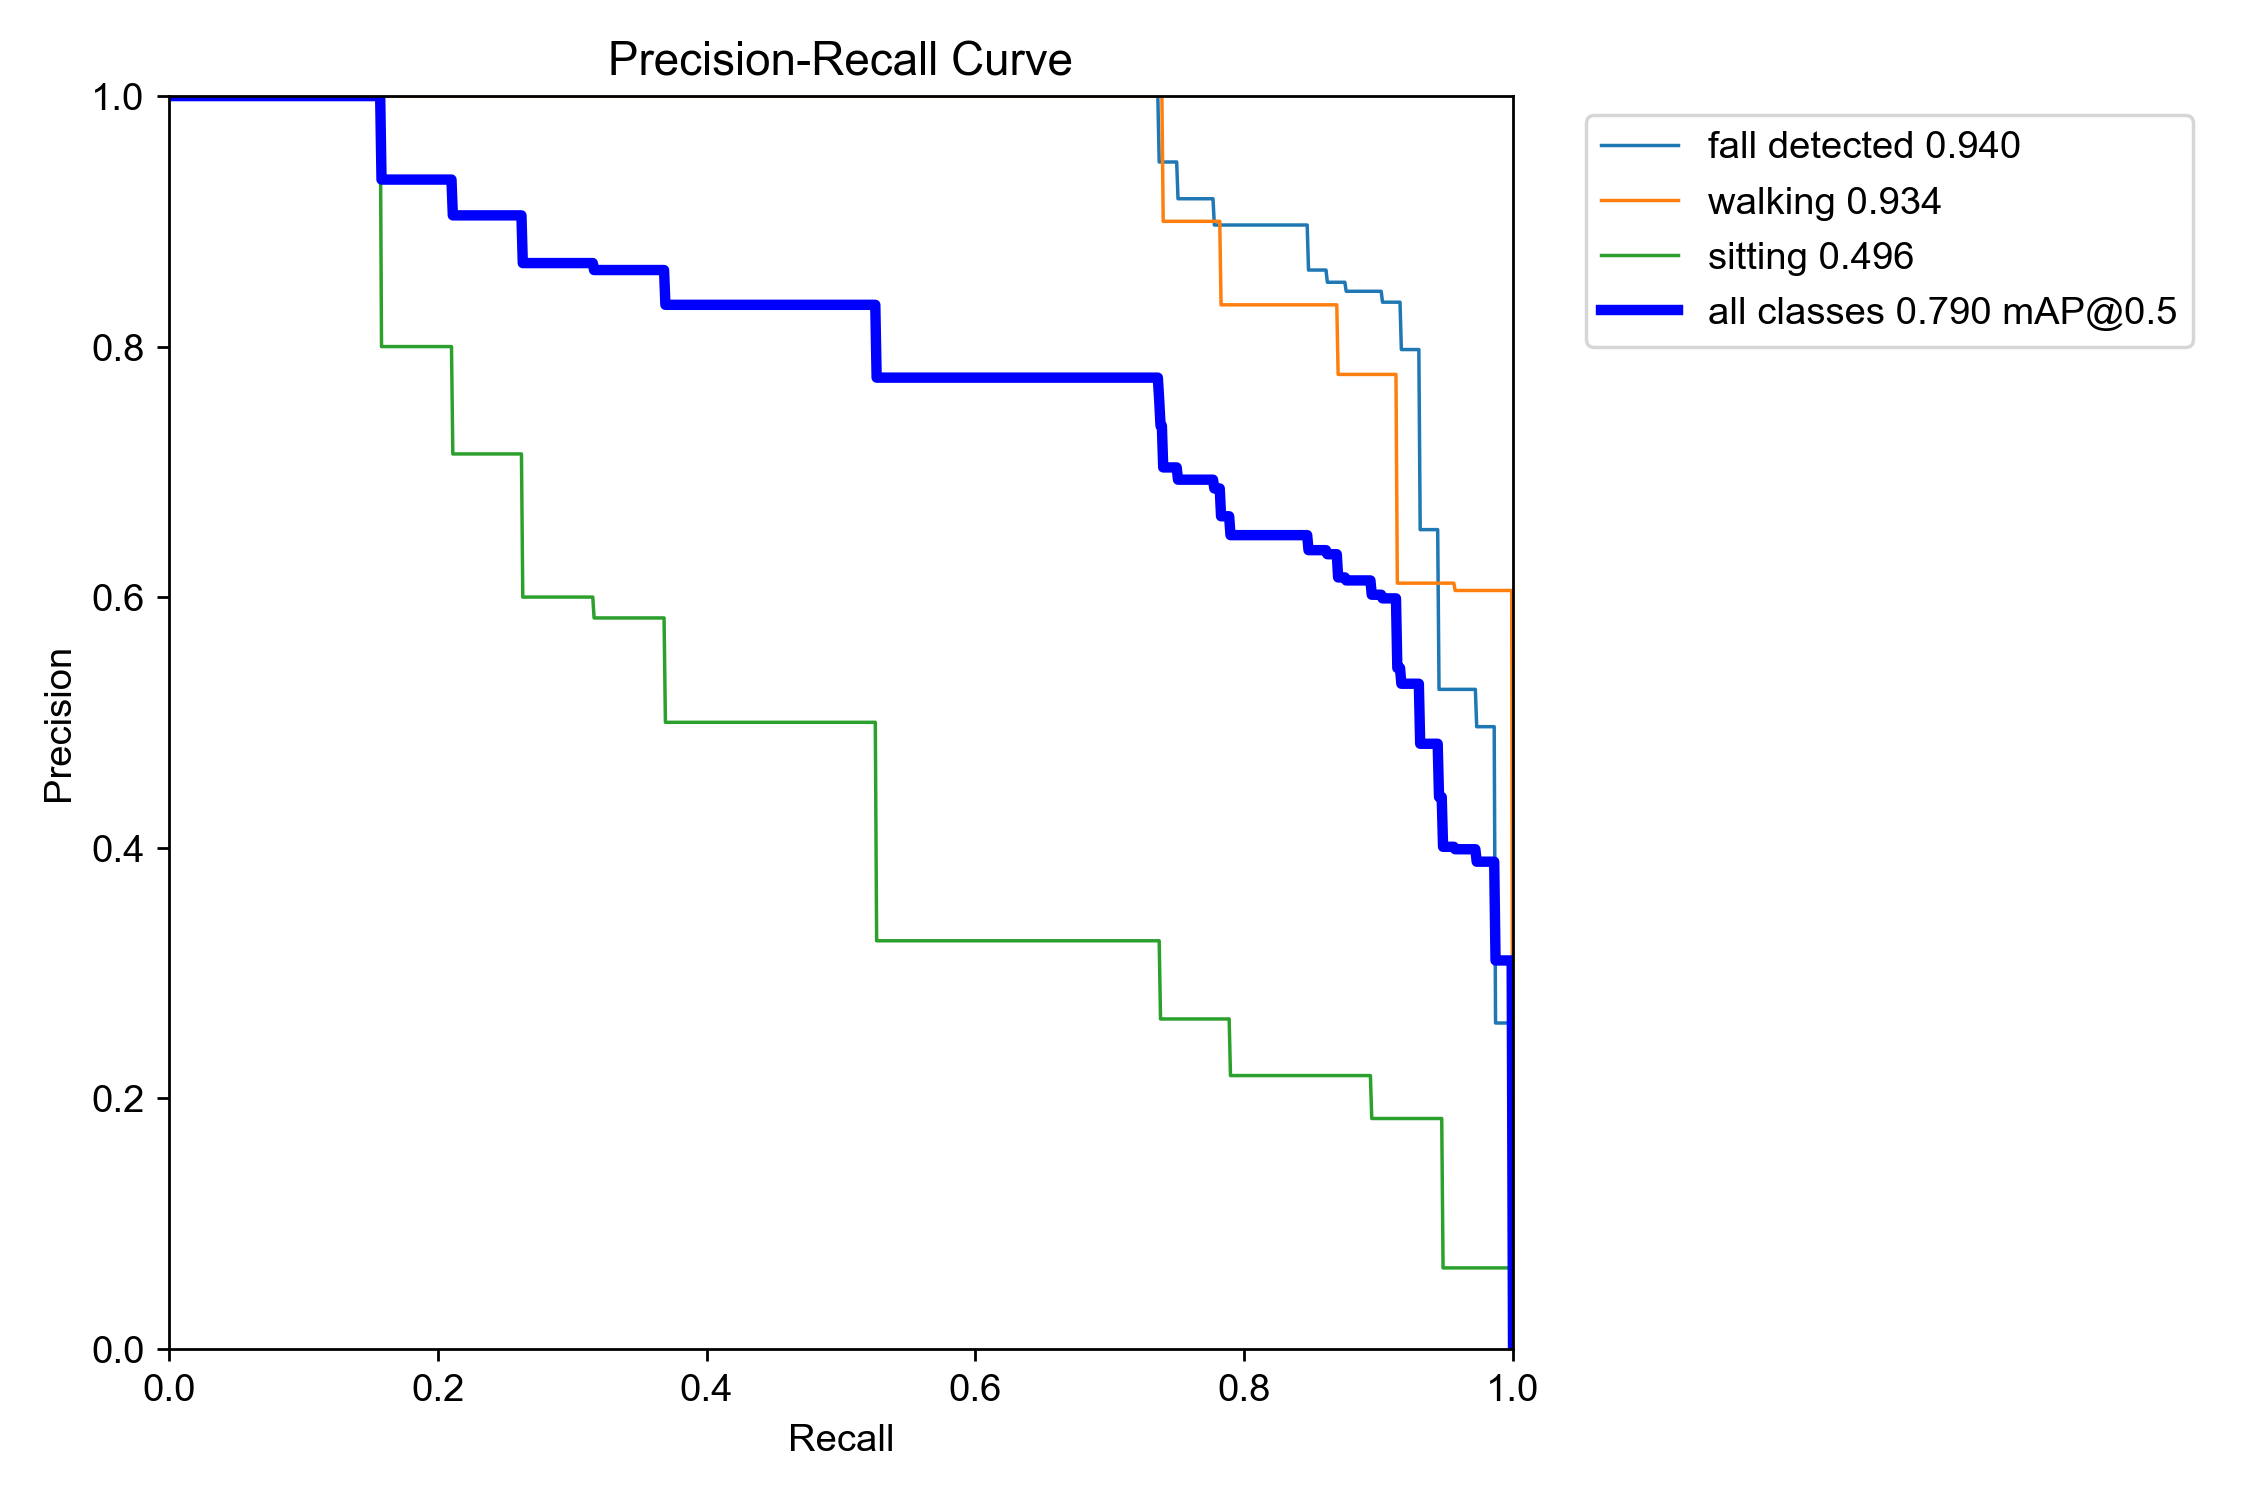 Precision-Recall Curve
1.0
0.8
0.6
0.4
0.2
0.0
Precision
0.0 0.2 0.4 0.6 0.8 1.0
Recall
fall detected 0.940
walking 0.934
sitting 0.496
all classes 0.790 mAP@0.5